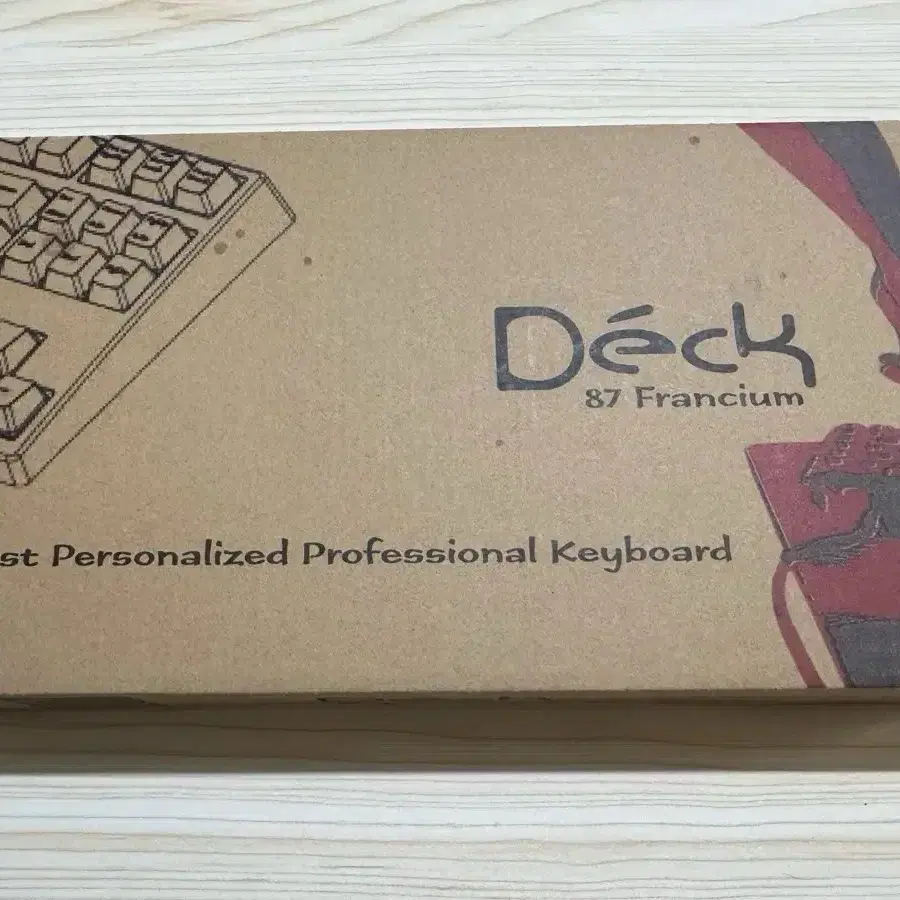 Déck
87 Francium
st Personalized Professional Keyboard